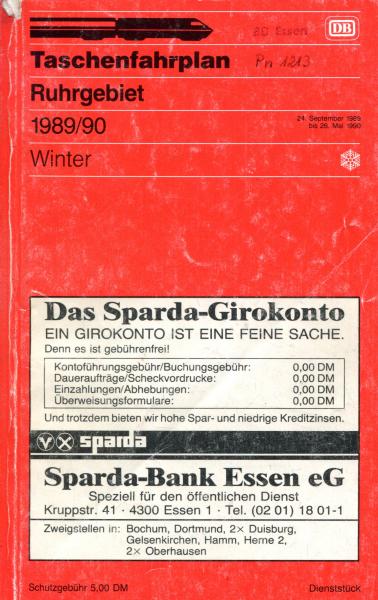 BD Essen
DB
Taschenfahrplan
Pn 1213
Ruhrgebiet
1989/90
24. September 1989
bis 26. Mai 1990
Winter
Das Sparda-Girokonto
EIN GIROKONTO IST EINE FEINE SACHE.
Denn es ist gebührenfrei!
Kontoführungsgebühr/Buchungsgebühr: 0,00 DM
Daueraufträge/Scheckvordrucke: 0,00 DM
Einzahlungen/Abhebungen: 0,00 DM
Überweisungsformulare: 0,00 DM
Und trotzdem bieten wir hohe Spar- und niedrige Kreditzinsen.
sparda
Sparda-Bank Essen eG
Speziell für den öffentlichen Dienst
Kruppstr. 41 · 4300 Essen 1 · Tel. (02 01) 18 01-1
Zweigstellen in: Bochum, Dortmund, 2× Duisburg,
Gelsenkirchen, Hamm, Herne 2,
2× Oberhausen
Schutzgebühr 5,00 DM
Dienststück